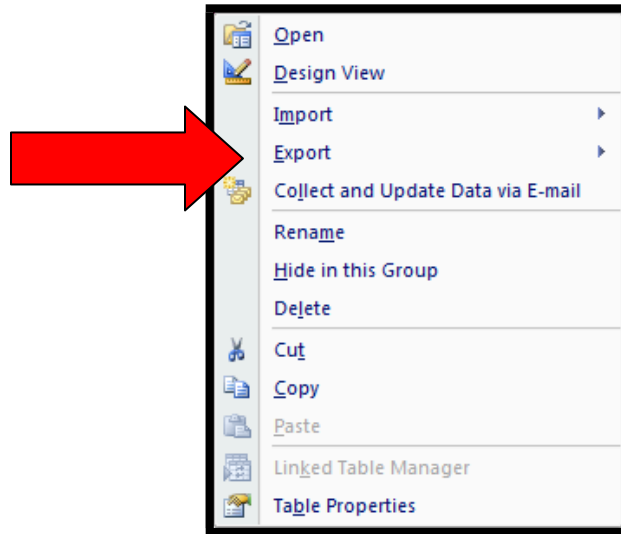 Open
Design View
Import
Export
Collect and Update Data via E-mail
Rename
Hide in this Group
Delete
Cut
Copy
Paste
Linked Table Manager
Table Properties